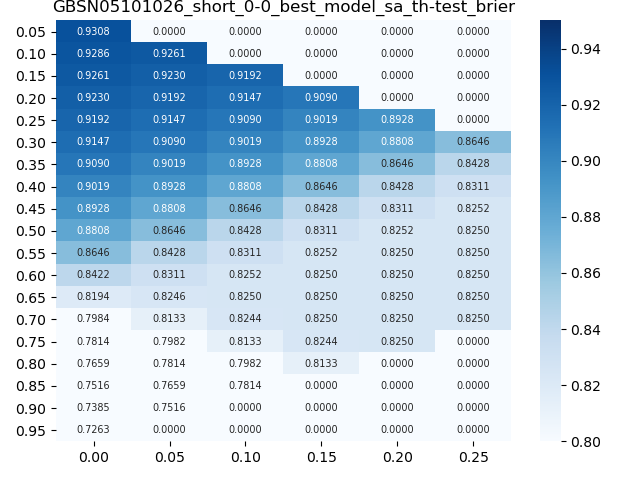 GBSN05101026_short_0-0_best_model_sa_th-test_brier
0.05 0.9308 0.0000 0.0000 0.0000 0.0000 0.0000
0.10 0.9286 0.9261 0.0000 0.0000 0.0000 0.0000
0.15 0.9261 0.9230 0.9192 0.0000 0.0000 0.0000
0.20 0.9230 0.9192 0.9147 0.9090 0.0000 0.0000
0.25 0.9192 0.9147 0.9090 0.9019 0.8928 0.0000
0.30 0.9147 0.9090 0.9019 0.8928 0.8808 0.8646
0.35 0.9090 0.9019 0.8928 0.8808 0.8646 0.8428
0.40 0.9019 0.8928 0.8808 0.8646 0.8428 0.8311
0.45 0.8928 0.8808 0.8646 0.8428 0.8311 0.8252
0.50 0.8808 0.8646 0.8428 0.8311 0.8252 0.8250
0.55 0.8646 0.8428 0.8311 0.8252 0.8250 0.8250
0.60 0.8422 0.8311 0.8252 0.8250 0.8250 0.8250
0.65 0.8194 0.8246 0.8250 0.8250 0.8250 0.8250
0.70 0.7984 0.8133 0.8244 0.8250 0.8250 0.8250
0.75 0.7814 0.7982 0.8133 0.8244 0.8250 0.0000
0.80 0.7659 0.7814 0.7982 0.8133 0.0000 0.0000
0.85 0.7516 0.7659 0.7814 0.0000 0.0000 0.0000
0.90 0.7385 0.7516 0.0000 0.0000 0.0000 0.0000
0.95 0.7263 0.0000 0.0000 0.0000 0.0000 0.0000
0.00 0.05 0.10 0.15 0.20 0.25
0.94
0.92
0.90
0.88
0.86
0.84
0.82
0.80